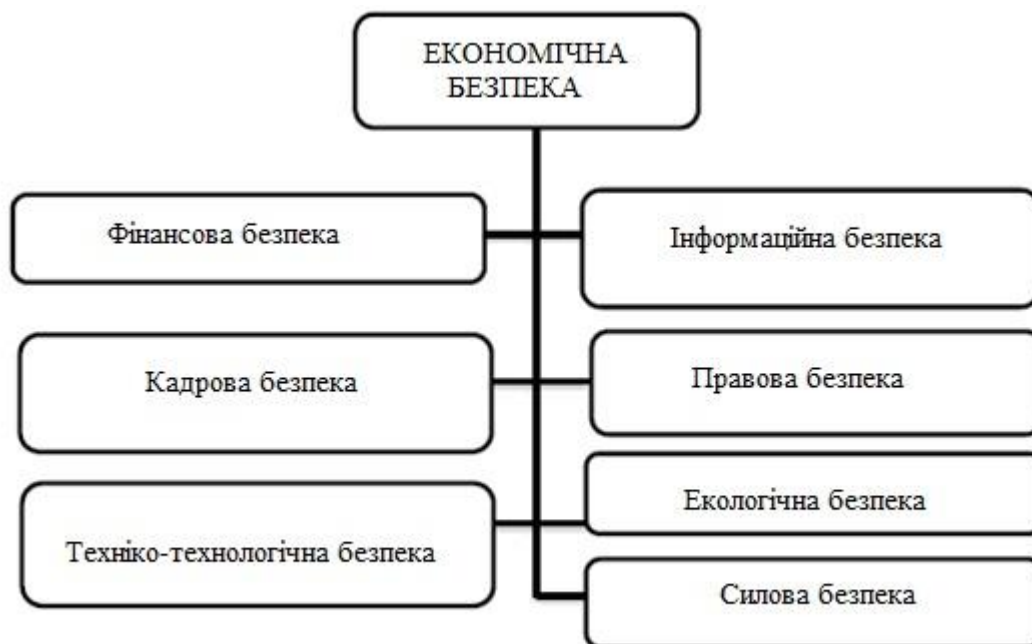 ЕКОНОМІЧНА
БЕЗПЕКА
Фінансова безпека
Інформаційна безпека
Кадрова безпека
Правова безпека
Екологічна безпека
Техніко-технологічна безпека
Силова безпека